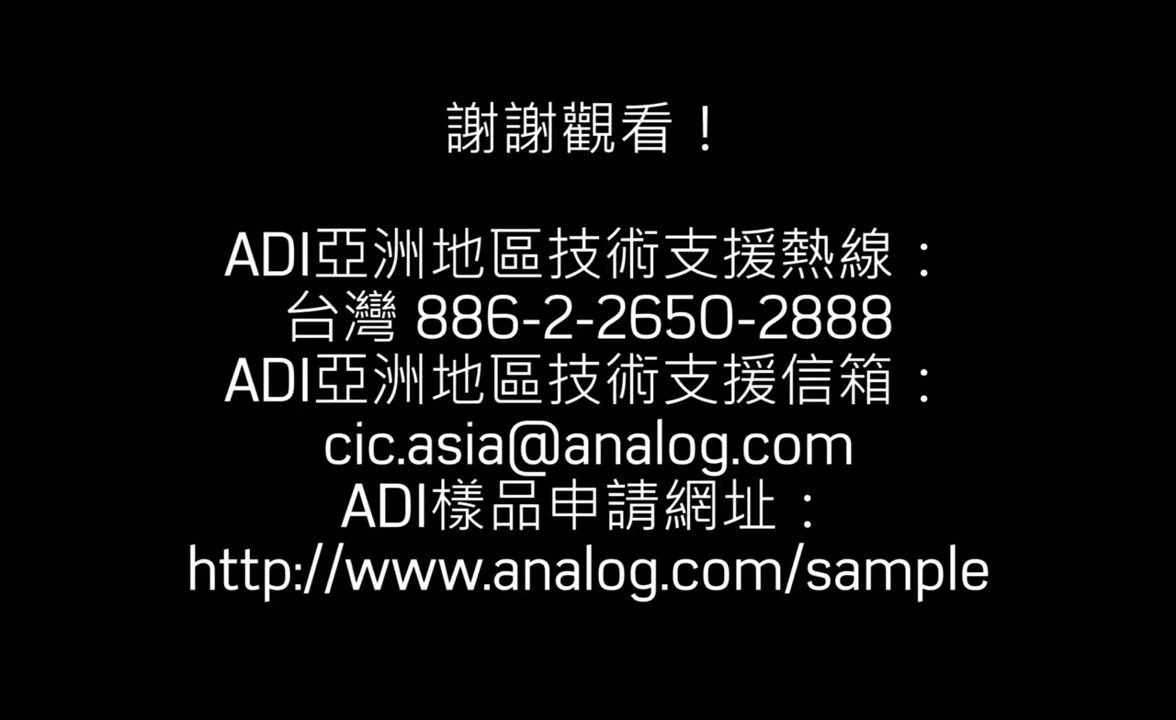 謝謝觀看！
ADI亞洲地區技術支援熱線：
台灣 886-2-2650-2888
ADI亞洲地區技術支援信箱：
cic.asia@analog.com
ADI樣品申請網址：
http://www.analog.com/sample